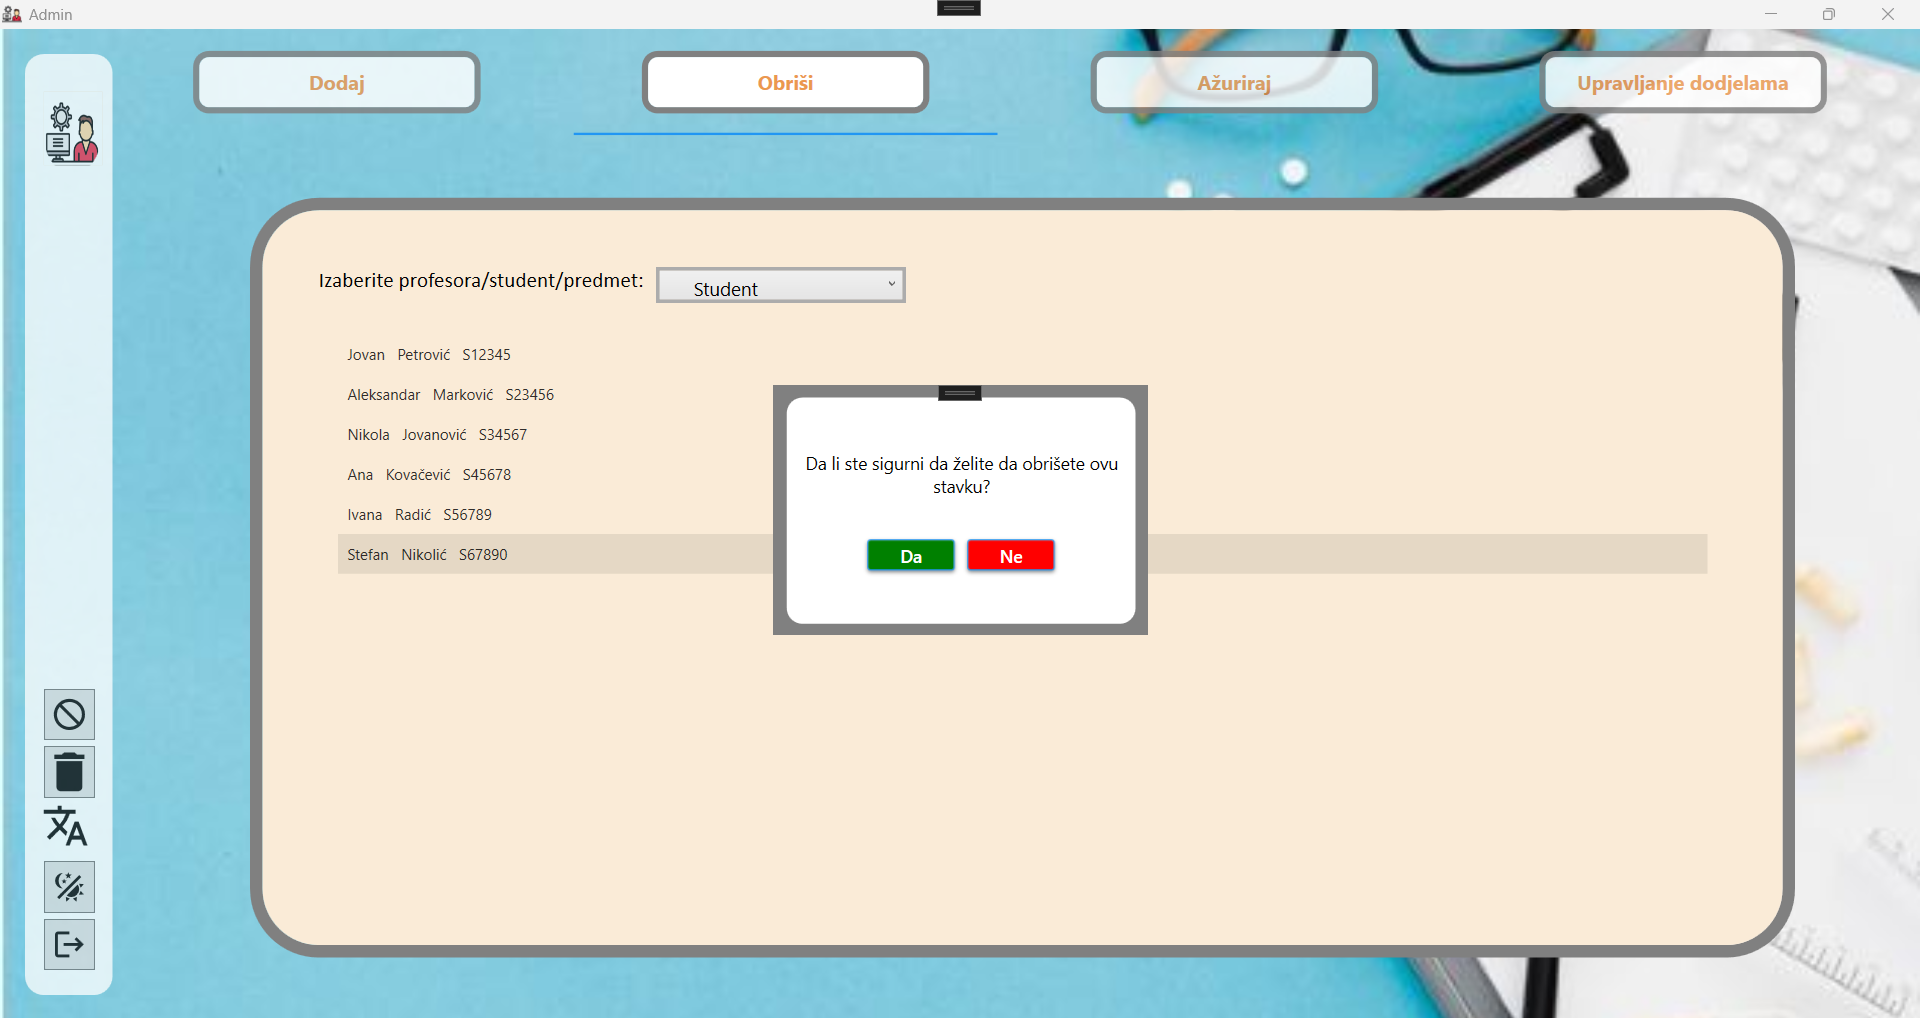 Admin
Dodaj
Obriši
Ažuriraj
Upravljanje dodjelama
Izaberite profesora/student/predmet:
Student
Jovan Petrović S12345
Aleksandar Marković S23456
Nikola Jovanović S34567
Ana Kovačević S45678
Ivana Radić S56789
Stefan Nikolić S67890
Da li ste sigurni da želite da obrišete ovu
stavku?
Da
Ne